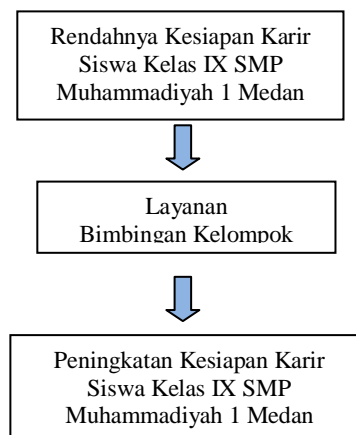 Rendahnya Kesiapan Karir
Siswa Kelas IX SMP
Muhammadiyah 1 Medan
Layanan
Bimbingan Kelompok
Peningkatan Kesiapan Karir
Siswa Kelas IX SMP
Muhammadiyah 1 Medan